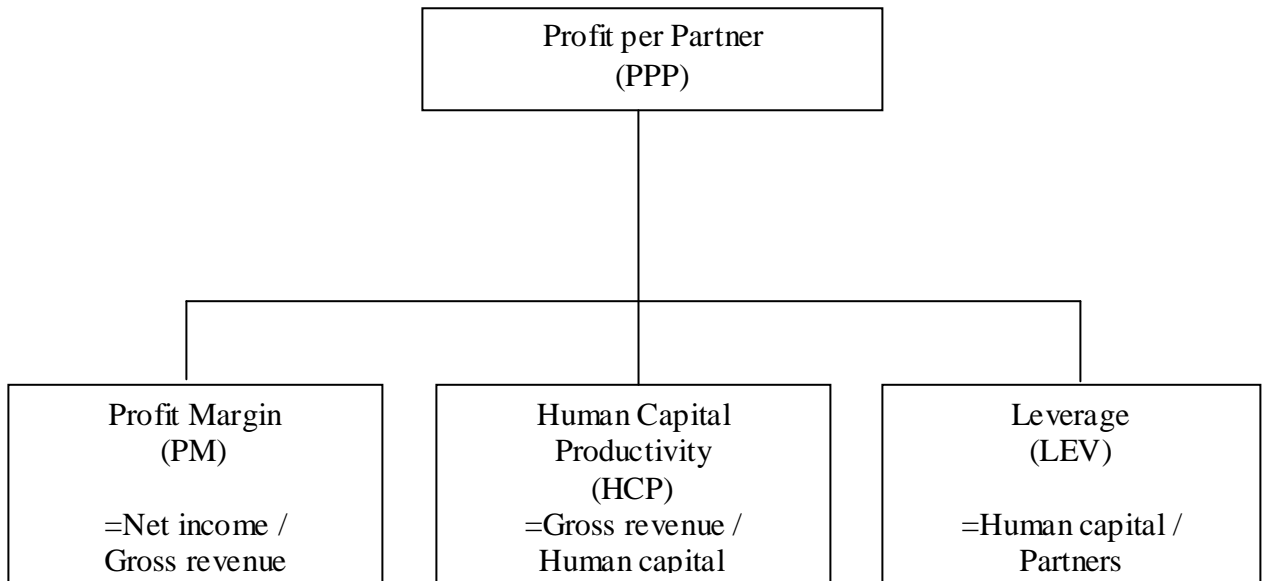 Profit per Partner
(PPP)
Profit Margin
(PM)
=Net income /
Gross revenue
Human Capital
Productivity
(HCP)
=Gross revenue /
Human capital
Leverage
(LEV)
=Human capital /
Partners